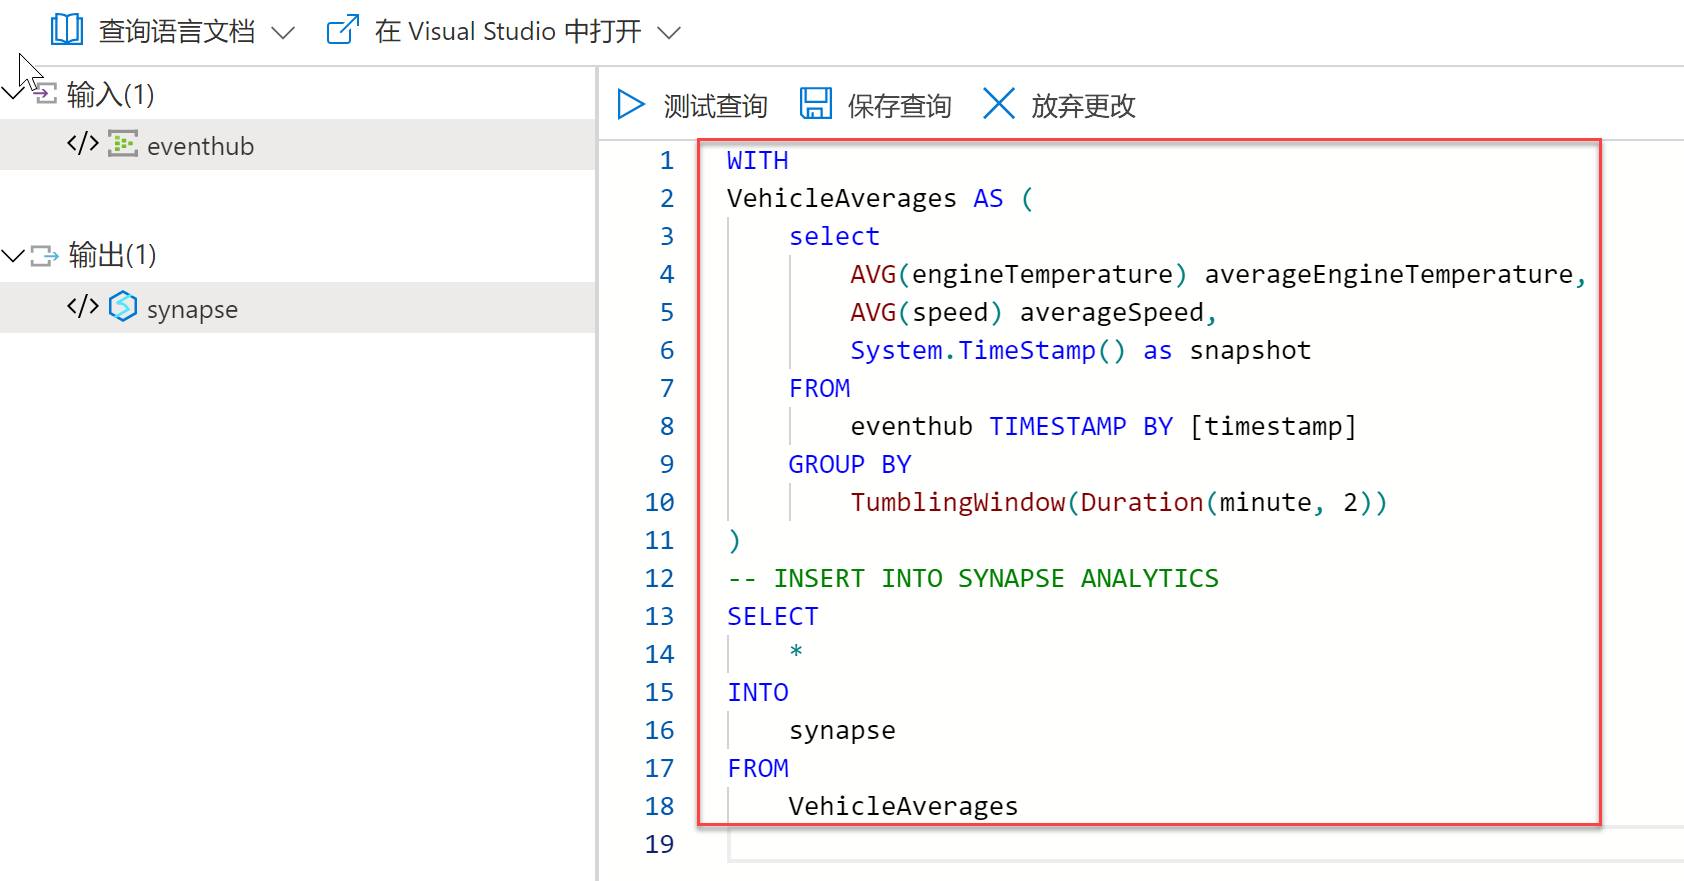 查询语言文档 在 Visual Studio 中打开
输入(1)
</> eventhub
输出(1)
</> synapse
测试查询 保存查询 放弃更改
1 WITH
2 VehicleAverages AS (
3 select
4 AVG(engineTemperature) averageEngineTemperature,
5 AVG(speed) averageSpeed,
6 System.TimeStamp() as snapshot
7 FROM
8 eventhub TIMESTAMP BY [timestamp]
9 GROUP BY
10 TumblingWindow(Duration(minute, 2))
11 )
12 -- INSERT INTO SYNAPSE ANALYTICS
13 SELECT
14 *
15 INTO
16 synapse
17 FROM
18 VehicleAverages
19